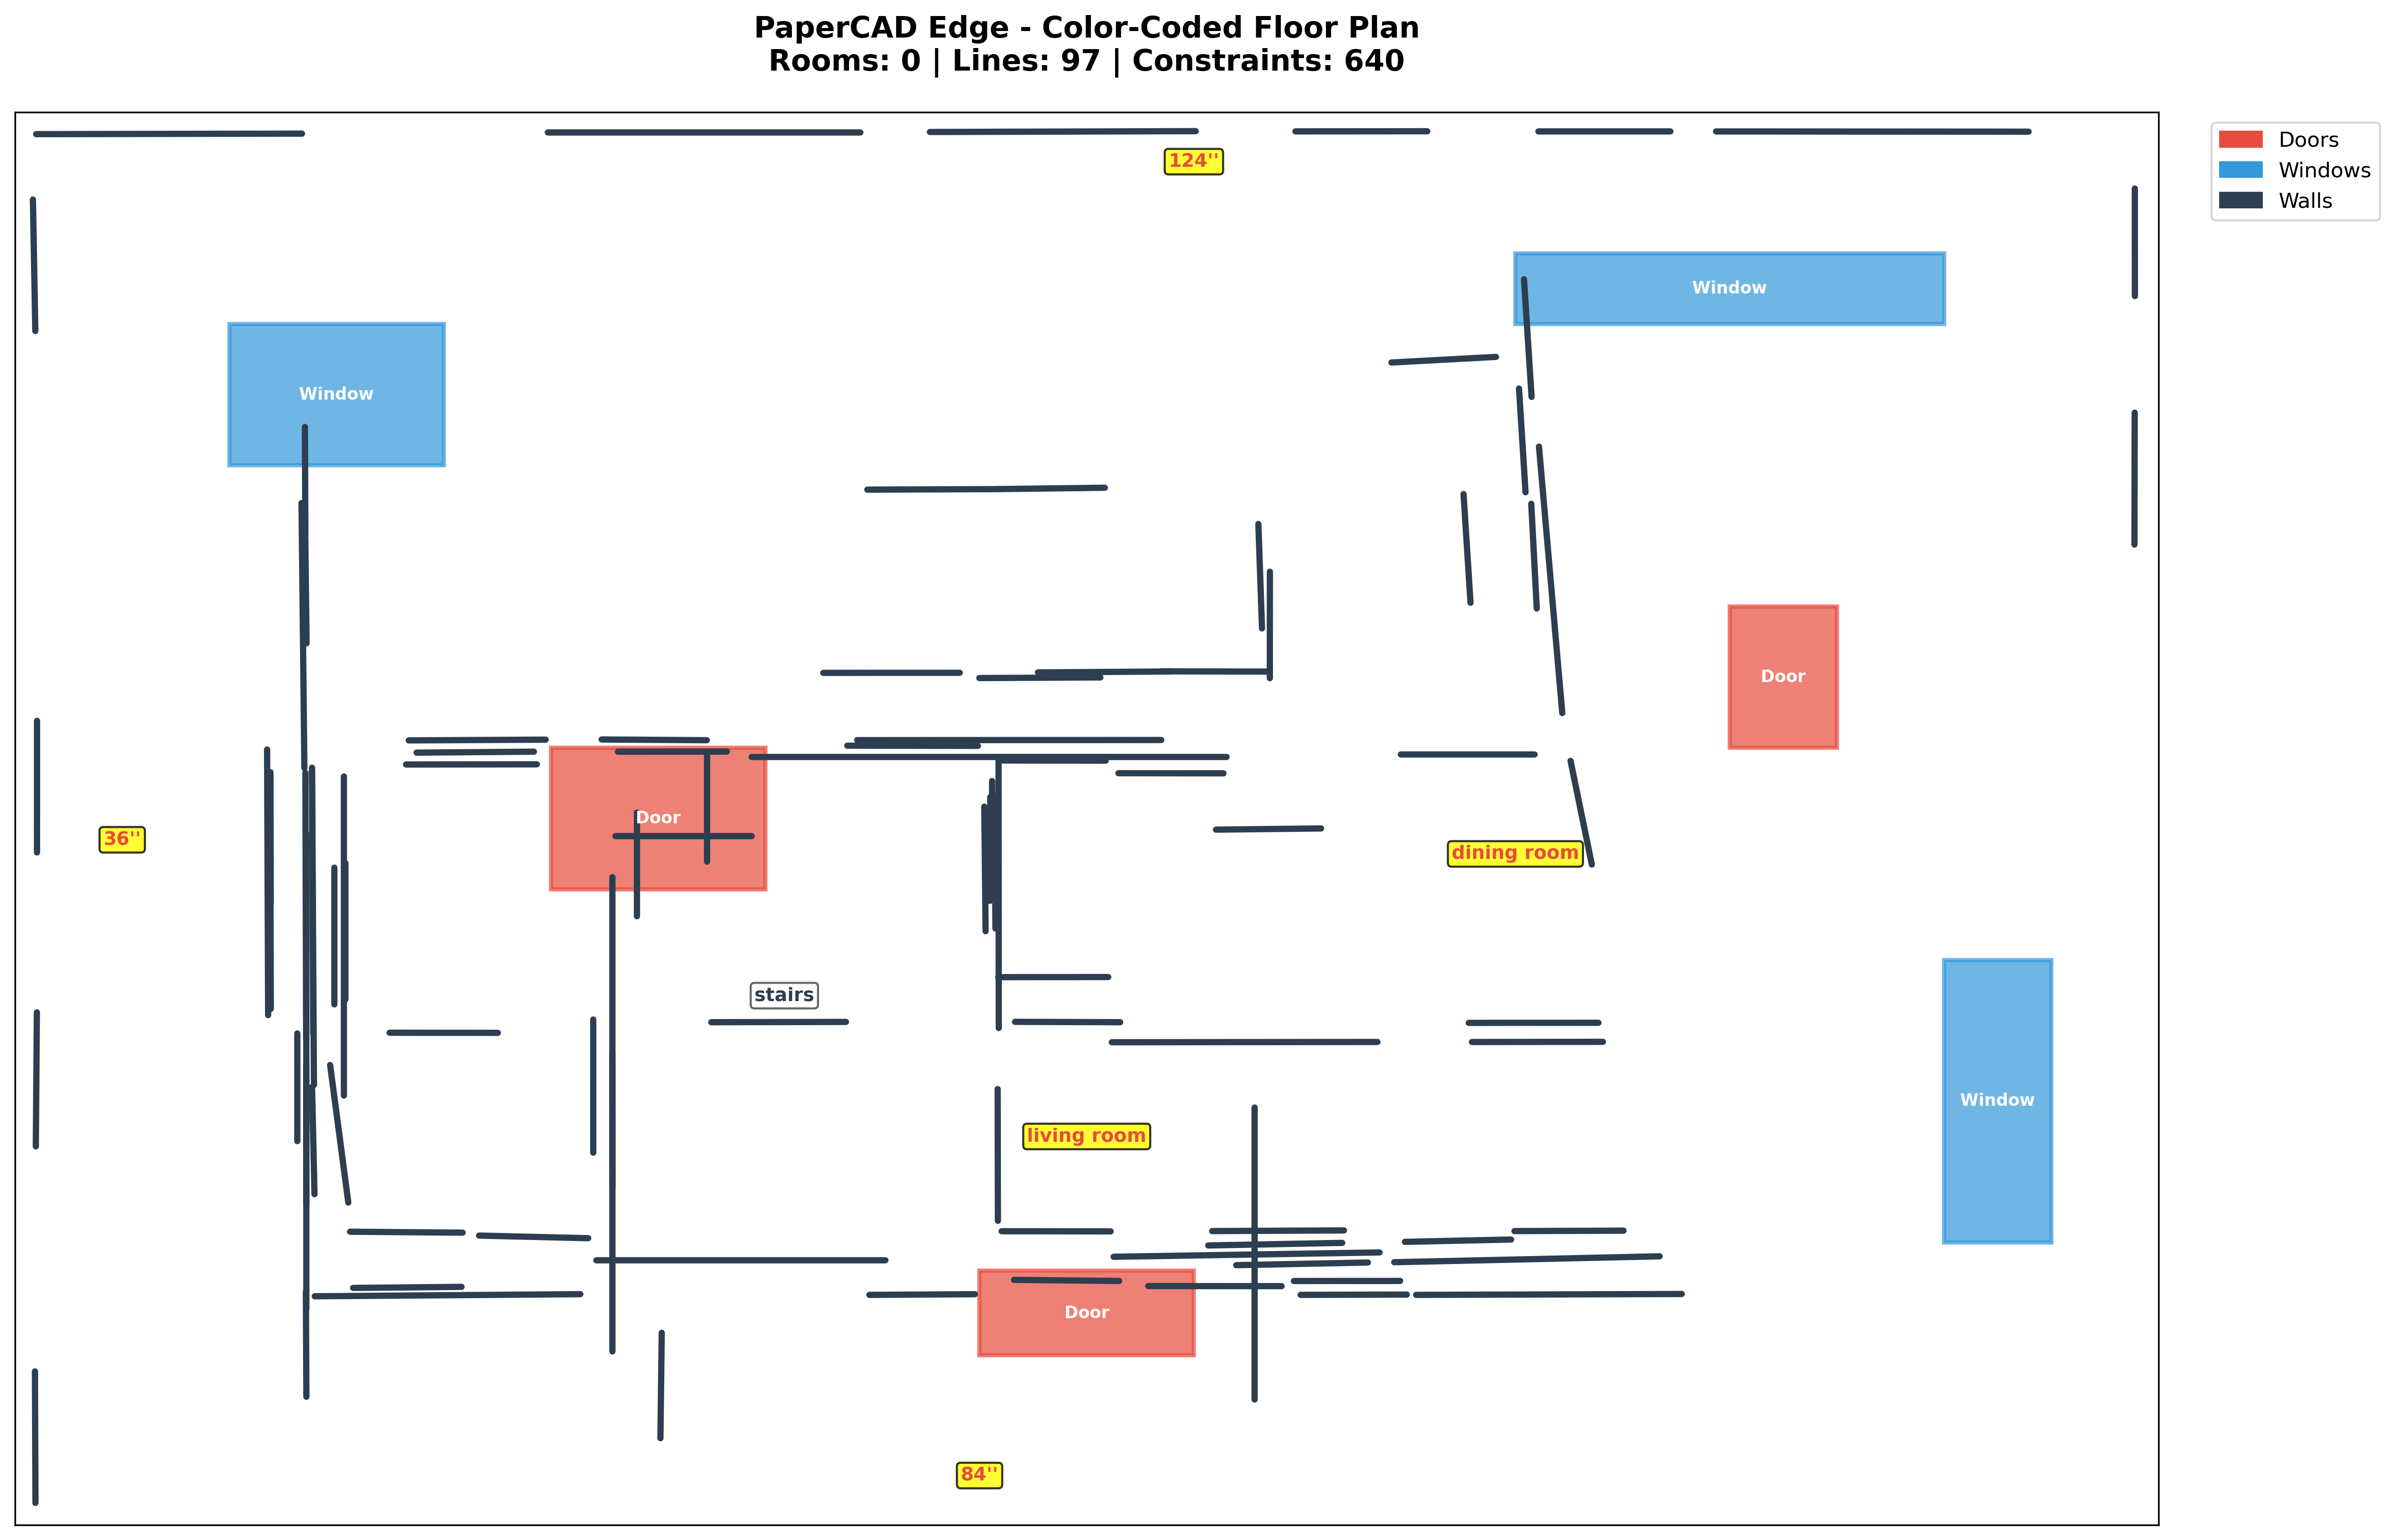 PaperCAD Edge - Color-Coded Floor Plan
Rooms: 0 | Lines: 97 | Constraints: 640
Doors
Windows
Walls
124''
Window
Window
Door
Door
36''
dining room
stairs
Window
living room
Door
84''